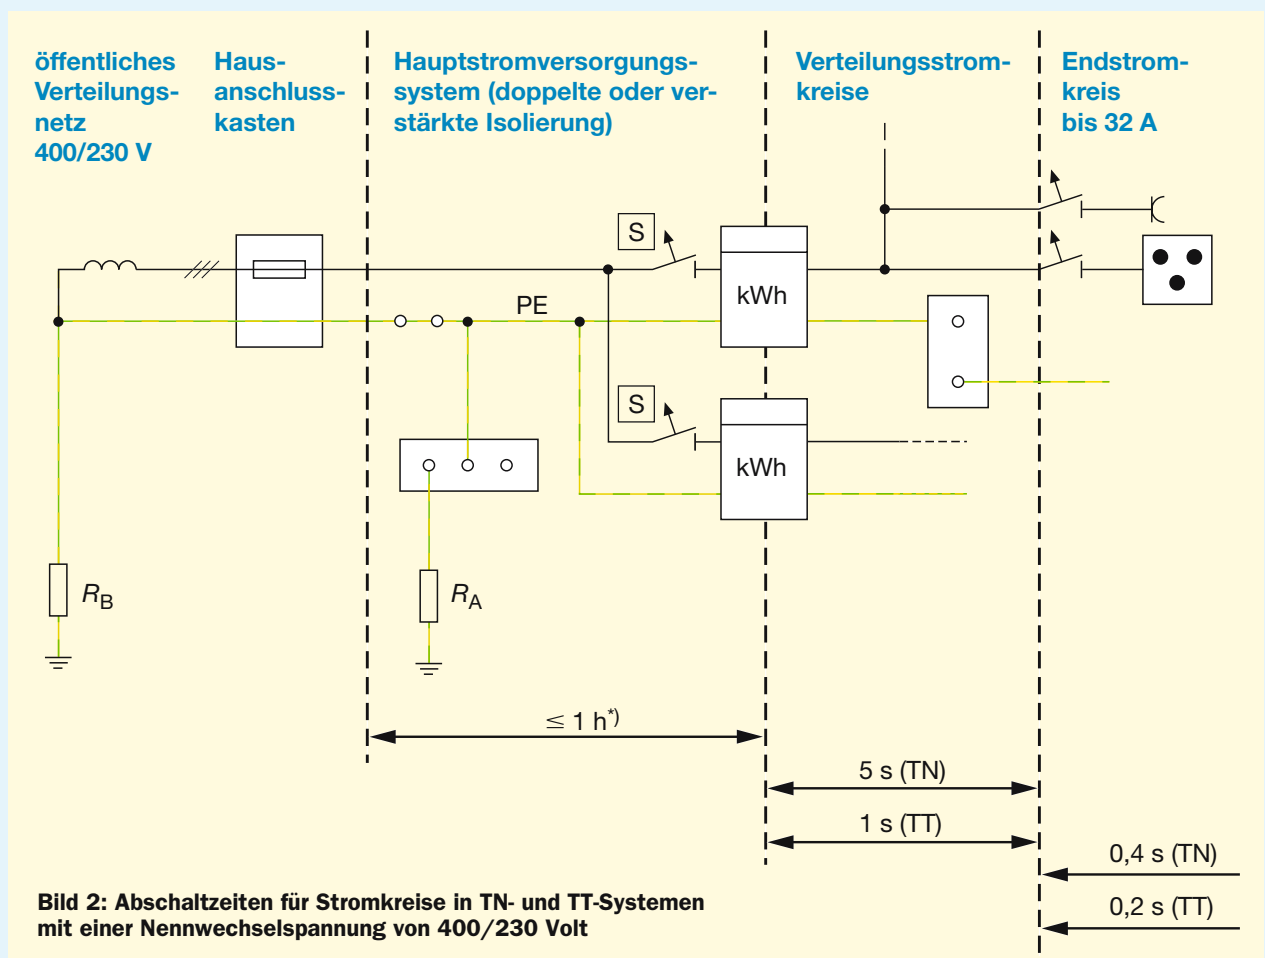 öffentliches
Verteilungs-
netz
400/230 V
Haus-
anschluss-
kasten
Hauptstromversorgungs-
system (doppelte oder ver-
stärkte Isolierung)
Verteilungsstrom-
kreise
Endstrom-
kreis
bis 32 A
S
kWh
PE
S
kWh
RB
RA
≦ 1 h*)
5 s (TN)
1 s (TT)
0,4 s (TN)
0,2 s (TT)
Bild 2: Abschaltzeiten für Stromkreise in TN- und TT-Systemen
mit einer Nennwechselspannung von 400/230 Volt